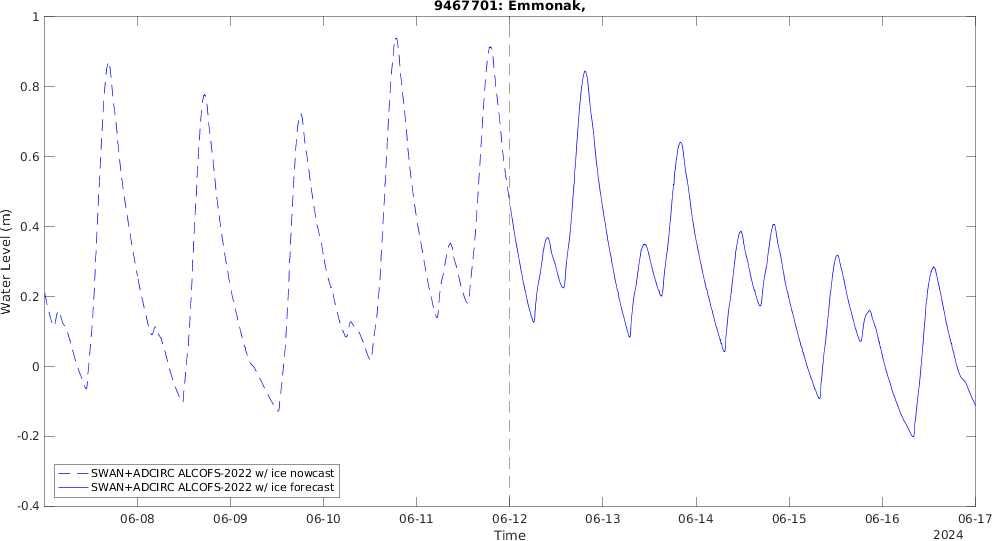 9467701: Emmonak,
Water Level (m)
1
0.8
0.6
0.4
0.2
0
-0.2
-0.4
SWAN+ADCIRC ALCOFS-2022 w/ ice nowcast
SWAN+ADCIRC ALCOFS-2022 w/ ice forecast
06-08 06-09 06-10 06-11 06-12 06-13 06-14 06-15 06-16 06-17
Time
2024